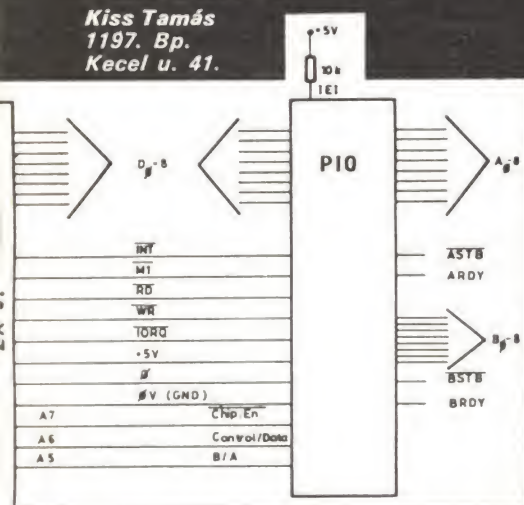 Kiss Tamás
1197. Bp.
Kecel u. 41.
+5V
10k
IEI
PIO
D0̸-8
A0̸-8
INT
M1
RD
WR
IORQ
+5V
Ø
ØV (GND)
A7 Chip En
A6 Control/Data
A5 B/A
ASTB
ARDY
B0̸-8
BSTB
BRDY